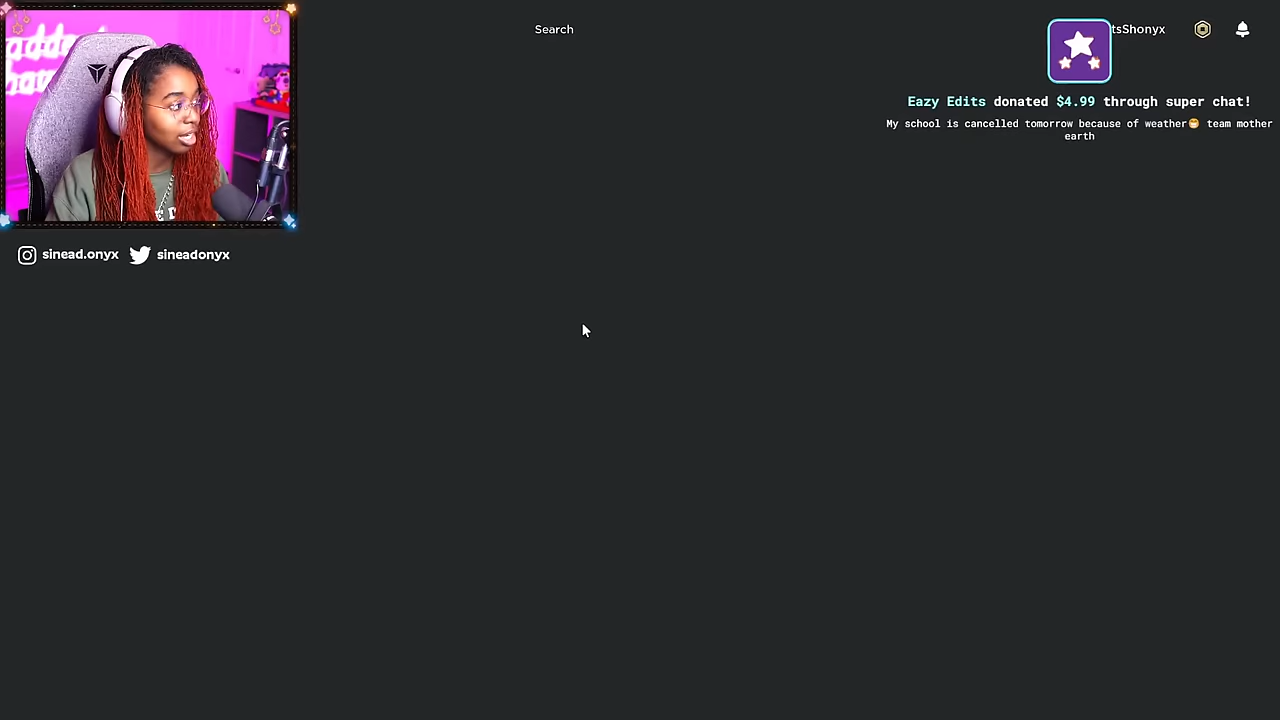 Search
tsShonyx
Eazy Edits donated $4.99 through super chat!
My school is cancelled tomorrow because of weather😁 team mother
earth
sinead.onyx
sineadonyx